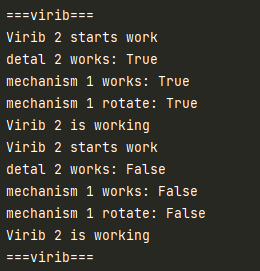 ===virib===
Virib 2 starts work
detal 2 works: True
mechanism 1 works: True
mechanism 1 rotate: True
Virib 2 is working
Virib 2 starts work
detal 2 works: False
mechanism 1 works: False
mechanism 1 rotate: False
Virib 2 is working
===virib===